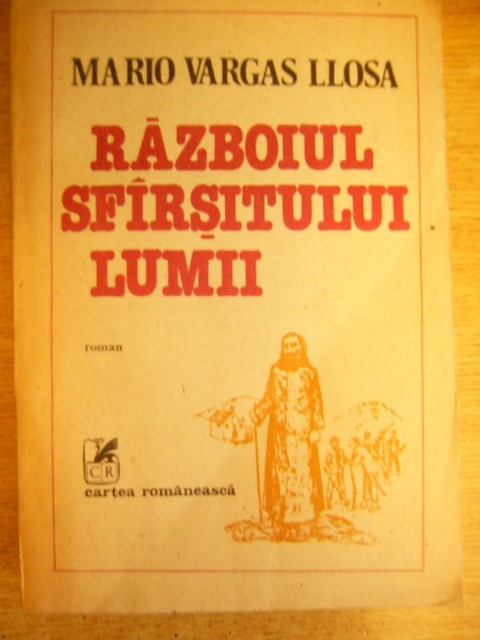 MARIO VARGAS LLOSA
RĂZBOIUL
SFÎRȘITULUI
LUMII
roman
CR
cartea românească